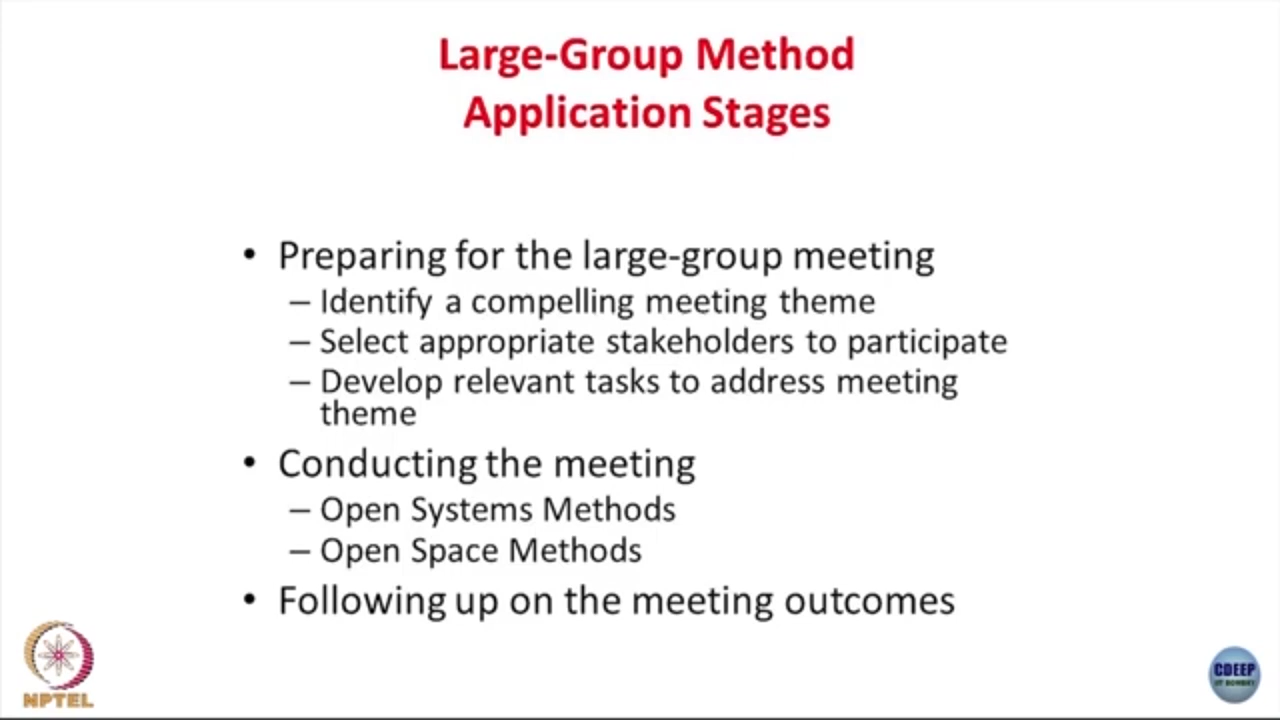 Large-Group Method
Application Stages
• Preparing for the large-group meeting
– Identify a compelling meeting theme
– Select appropriate stakeholders to participate
– Develop relevant tasks to address meeting
theme
• Conducting the meeting
– Open Systems Methods
– Open Space Methods
• Following up on the meeting outcomes
NPTEL
CDEEP
IIT BOMBAY